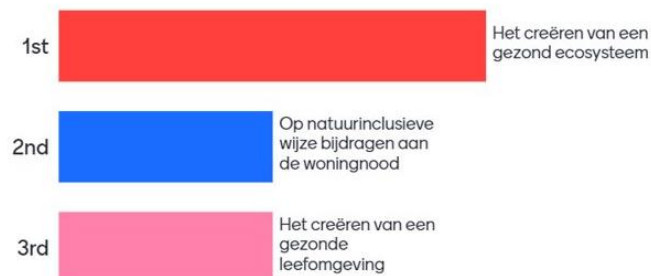 1st
Het creëren van een
gezond ecosysteem
2nd
Op natuurinclusieve
wijze bijdragen aan
de woningnood
3rd
Het creëren van een
gezonde
leefomgeving